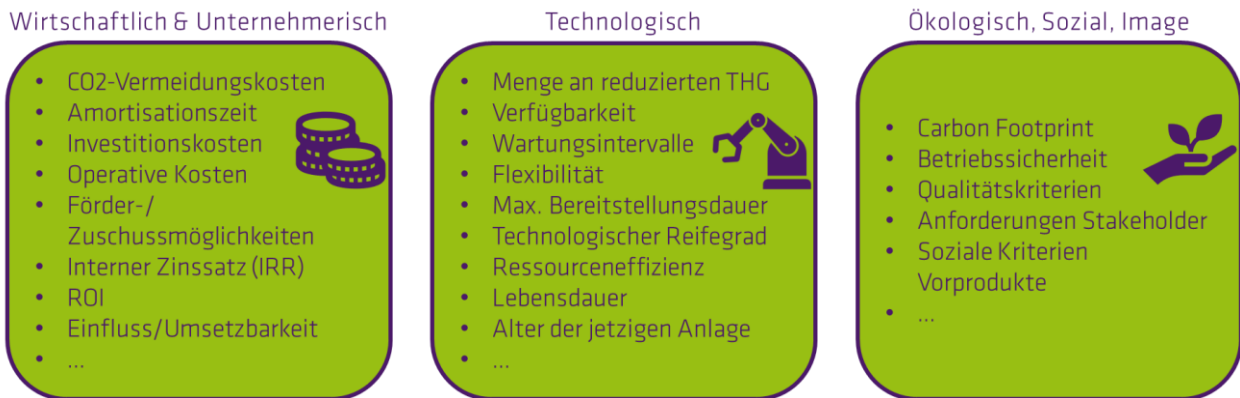 Wirtschaftlich & Unternehmerisch
• CO2-Vermeidungskosten
• Amortisationszeit
• Investitionskosten
• Operative Kosten
• Förder-/
Zuschussmöglichkeiten
• Interner Zinssatz (IRR)
• ROI
• Einfluss/Umsetzbarkeit
• ...
Technologisch
• Menge an reduzierten THG
• Verfügbarkeit
• Wartungsintervalle
• Flexibilität
• Max. Bereitstellungsdauer
• Technologischer Reifegrad
• Ressourceneffizienz
• Lebensdauer
• Alter der jetzigen Anlage
• ...
Ökologisch, Sozial, Image
• Carbon Footprint
• Betriebssicherheit
• Qualitätskriterien
• Anforderungen Stakeholder
• Soziale Kriterien
Vorprodukte
• ...